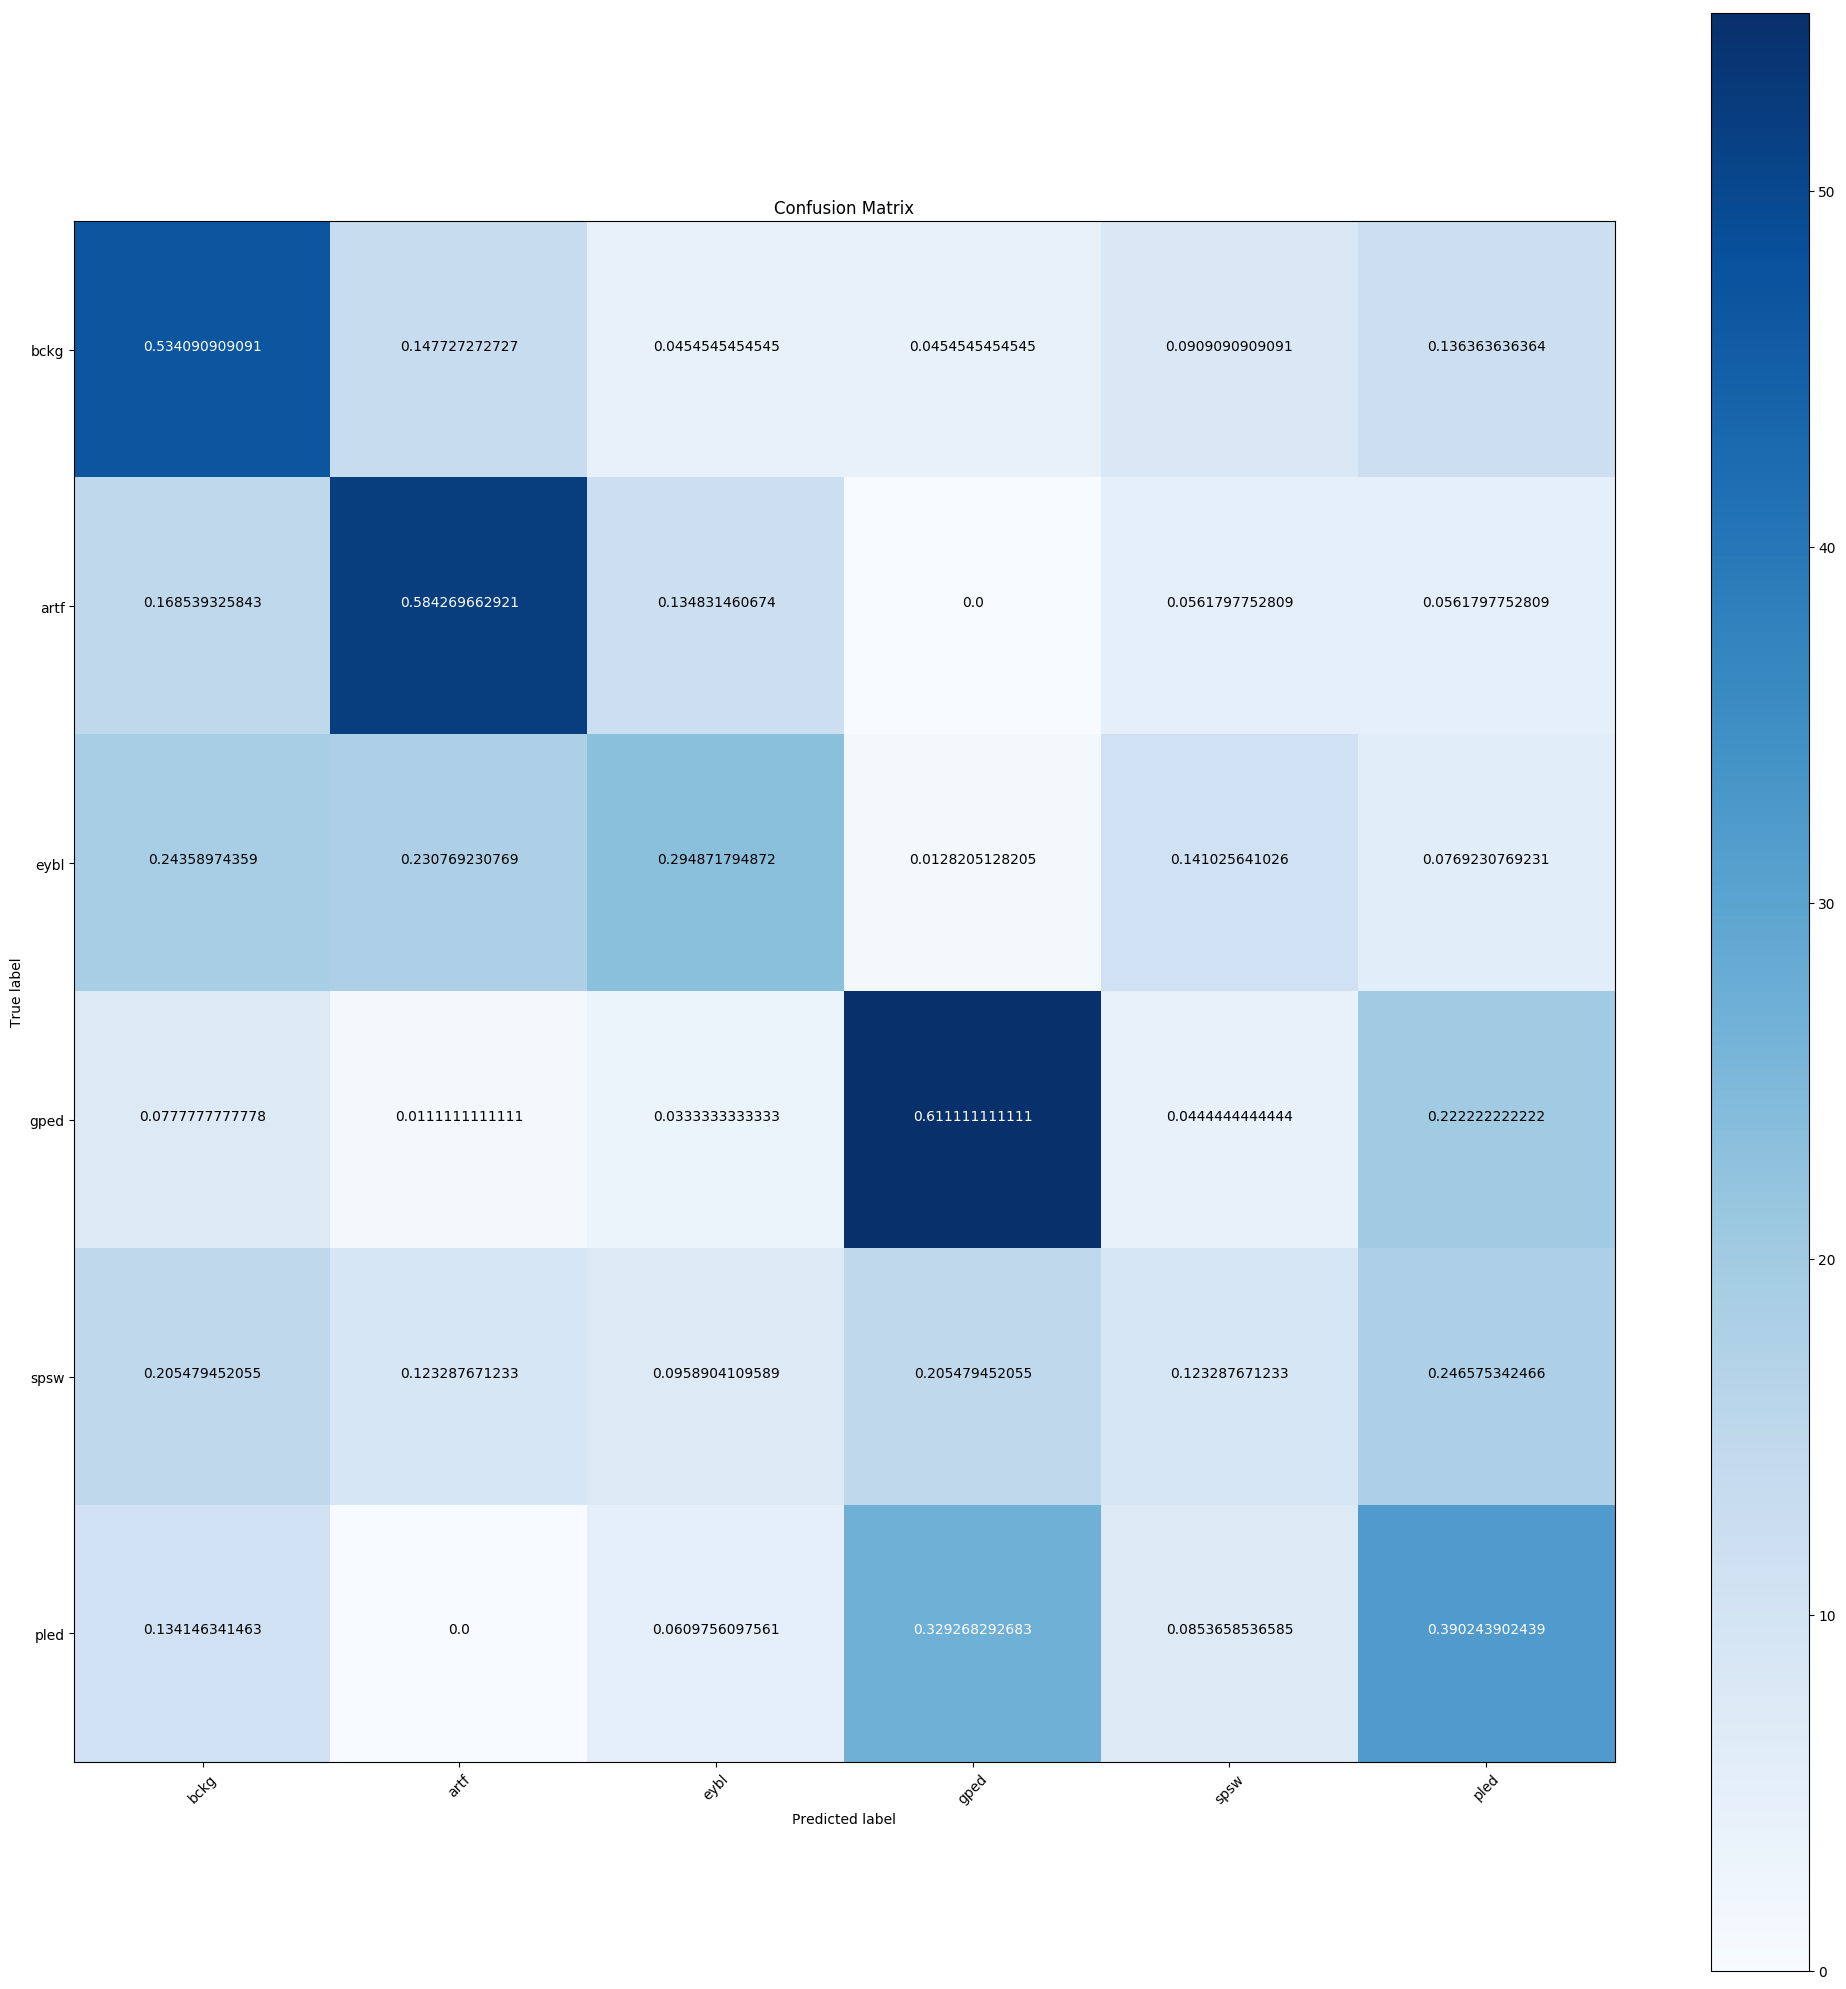 Confusion Matrix
bckg 0.534090909091 0.147727272727 0.0454545454545 0.0454545454545 0.0909090909091 0.136363636364
artf 0.168539325843 0.584269662921 0.134831460674 0.0 0.0561797752809 0.0561797752809
eybl 0.24358974359 0.230769230769 0.294871794872 0.0128205128205 0.141025641026 0.0769230769231
gped 0.0777777777778 0.0111111111111 0.0333333333333 0.611111111111 0.0444444444444 0.222222222222
spsw 0.205479452055 0.123287671233 0.0958904109589 0.205479452055 0.123287671233 0.246575342466
pled 0.134146341463 0.0 0.0609756097561 0.329268292683 0.0853658536585 0.390243902439
bckg artf eybl gped spsw pled
Predicted label
True label
50
40
30
20
10
0